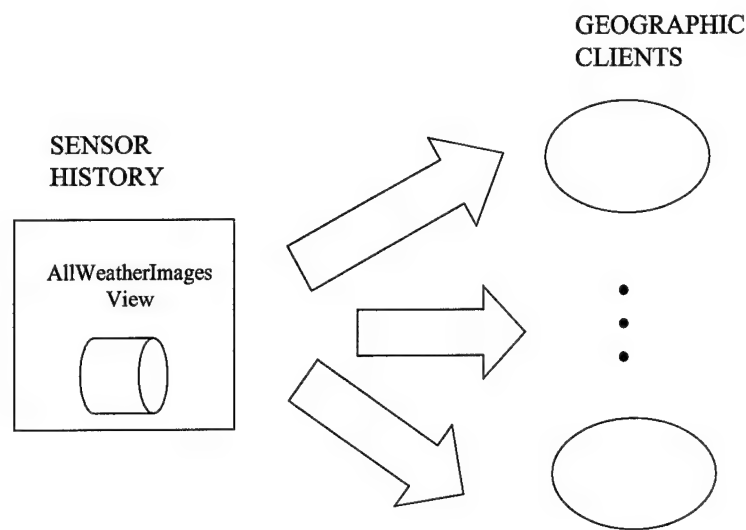 GEOGRAPHIC
CLIENTS
SENSOR
HISTORY
AllWeatherImages
View